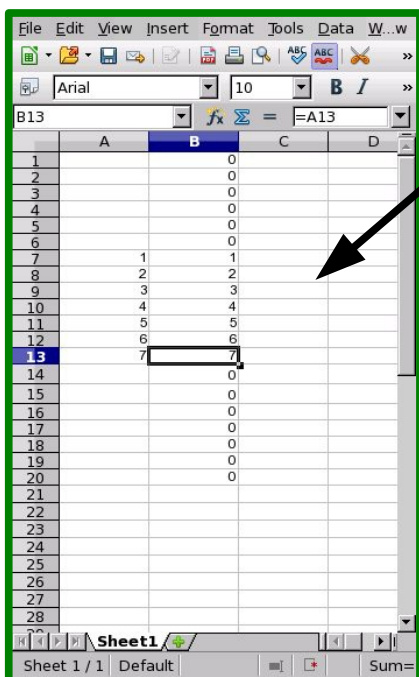 File Edit View Insert Format Tools Data W...w
ABC ABC »
Arial 10 B I »
B13 fx Σ = =A13
A B C D
1 0
2 0
3 0
4 0
5 0
6 0
7 1 1
8 2 2
9 3 3
10 4 4
11 5 5
12 6 6
13 7 7
14 0
15 0
16 0
17 0
18 0
19 0
20 0
21
22
23
24
25
26
27
28
Sheet1
Sheet 1 / 1 Default Sum=